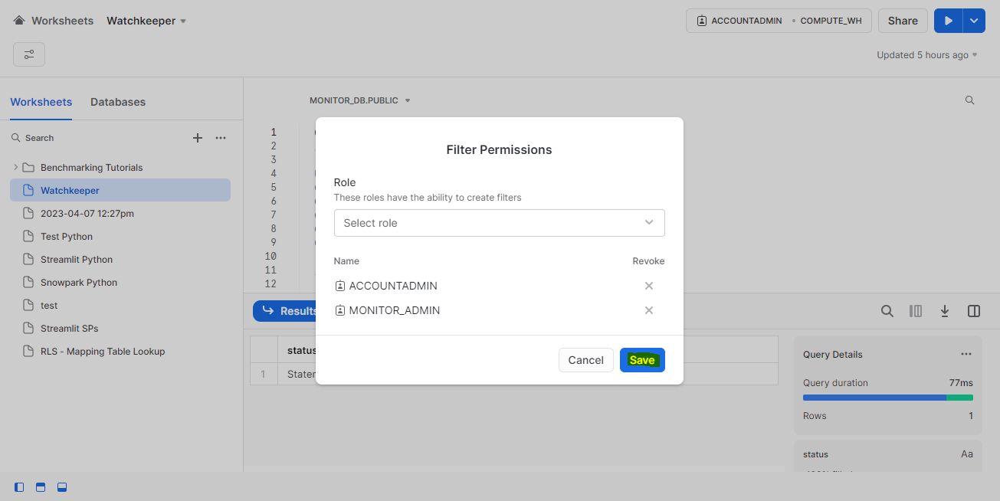 Worksheets Watchkeeper
ACCOUNTADMIN COMPUTE_WH Share
Updated 5 hours ago
Worksheets Databases
Search
Benchmarking Tutorials
Watchkeeper
2023-04-07 12:27pm
Test Python
Streamlit Python
Snowpark Python
test
Streamlit SPs
RLS - Mapping Table Lookup
MONITOR_DB.PUBLIC
1
2
3
4
5
6
7
8
9
10
11
12
Filter Permissions
Role
These roles have the ability to create filters
Select role
Name Revoke
ACCOUNTADMIN
MONITOR_ADMIN
Cancel Save
Results
status
1
Query Details
Query duration 77ms
Rows 1
status Aa